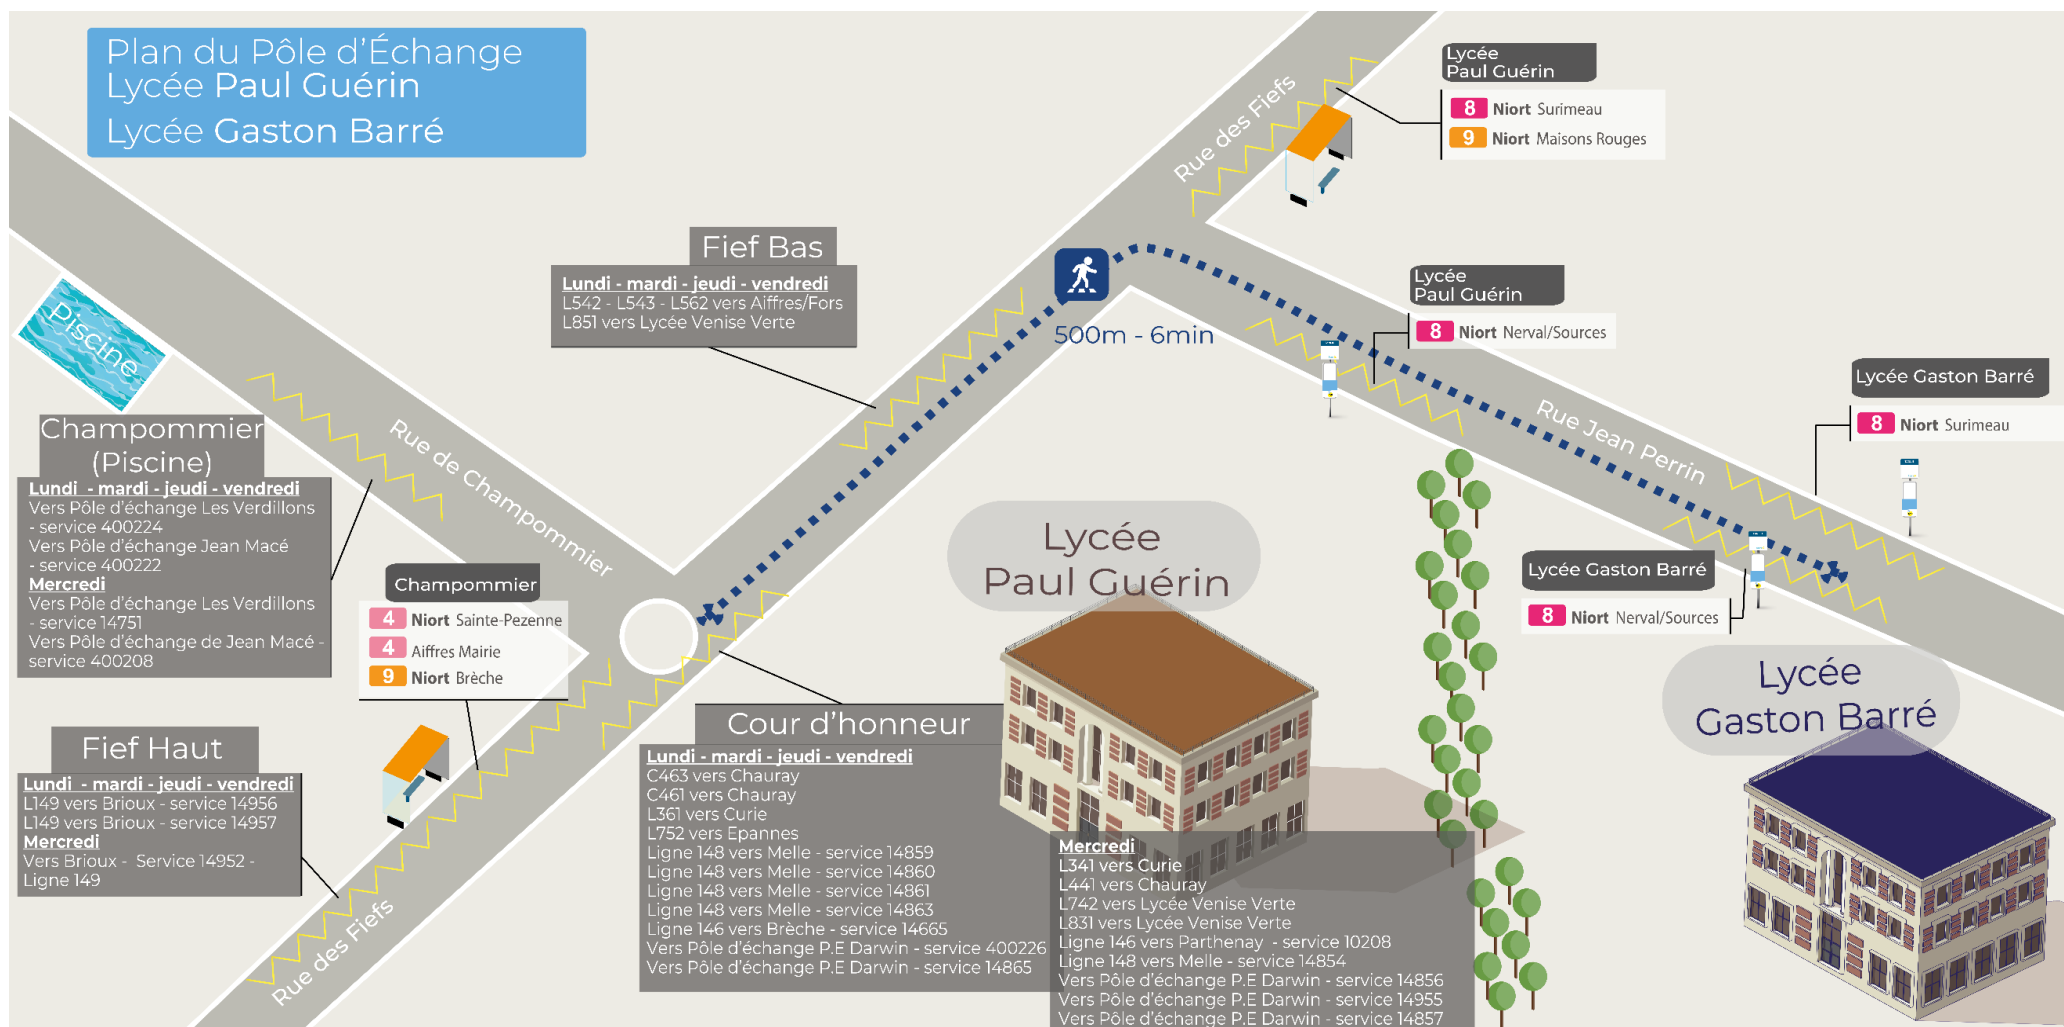 Plan du Pôle d'Échange
Lycée Paul Guérin
Lycée Gaston Barré
Lycée
Paul Guérin
8 Niort Surimeau
9 Niort Maisons Rouges
Rue des Fiefs
Fief Bas
Lundi - mardi - jeudi - vendredi
L542 - L543 - L562 vers Aiffres/Fors
L851 vers Lycée Venise Verte
500m - 6min
Lycée
Paul Guérin
8 Niort Nerval/Sources
Lycée Gaston Barré
8 Niort Surimeau
Rue Jean Perrin
Piscine
Rue de Champommier
Champommier
(Piscine)
Lundi - mardi - jeudi - vendredi
Vers Pôle d'échange Les Verdillons
- service 400224
Vers Pôle d'échange Jean Macé
- service 400222
Mercredi
Vers Pôle d'échange Les Verdillons
- service 14751
Vers Pôle d'échange de Jean Macé -
service 400208
Champommier
4 Niort Sainte-Pezenne
4 Aiffres Mairie
9 Niort Brèche
Lycée
Paul Guérin
Lycée Gaston Barré
8 Niort Nerval/Sources
Lycée
Gaston Barré
Fief Haut
Lundi - mardi - jeudi - vendredi
L149 vers Brioux - service 14956
L149 vers Brioux - service 14957
Mercredi
Vers Brioux - Service 14952 -
Ligne 149
Rue des Fiefs
Cour d'honneur
Lundi - mardi - jeudi - vendredi
C463 vers Chauray
C461 vers Chauray
L361 vers Curie
L752 vers Epannes
Ligne 148 vers Melle - service 14859
Ligne 148 vers Melle - service 14860
Ligne 148 vers Melle - service 14861
Ligne 148 vers Melle - service 14863
Ligne 146 vers Brèche - service 14665
Vers Pôle d'échange P.E Darwin - service 400226
Vers Pôle d'échange P.E Darwin - service 14865
Mercredi
L341 vers Curie
L441 vers Chauray
L742 vers Lycée Venise Verte
L831 vers Lycée Venise Verte
Ligne 146 vers Parthenay - service 10208
Ligne 148 vers Melle - service 14854
Vers Pôle d'échange P.E Darwin - service 14856
Vers Pôle d'échange P.E Darwin - service 14955
Vers Pôle d'échange P.E Darwin - service 14857